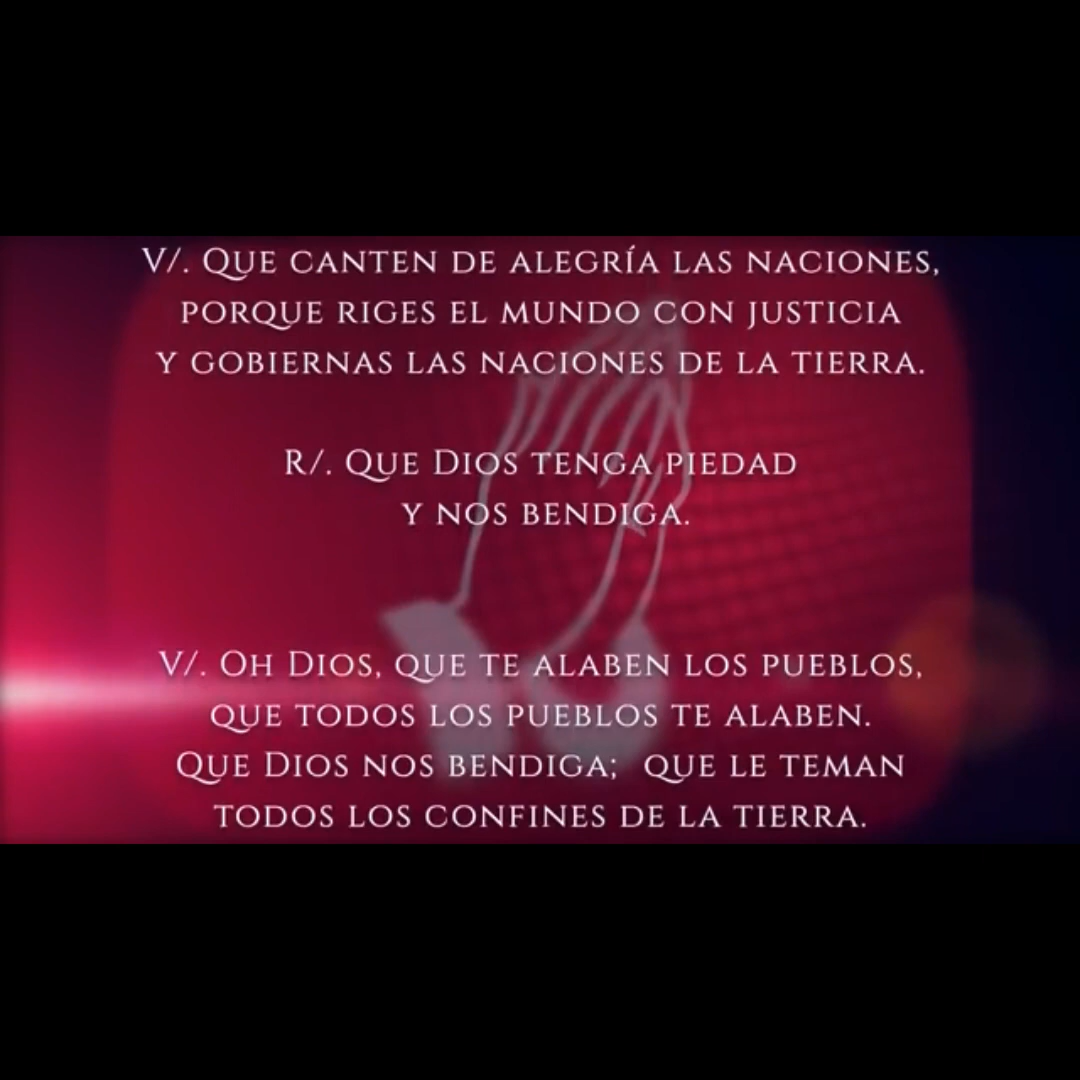 V/. Que canten de alegría las naciones,
porque riges el mundo con justicia
y gobiernas las naciones de la tierra.
R/. Que Dios tenga piedad
y nos bendiga.
V/. Oh Dios, que te alaben los pueblos,
que todos los pueblos te alaben.
Que Dios nos bendiga; que le teman
todos los confines de la tierra.